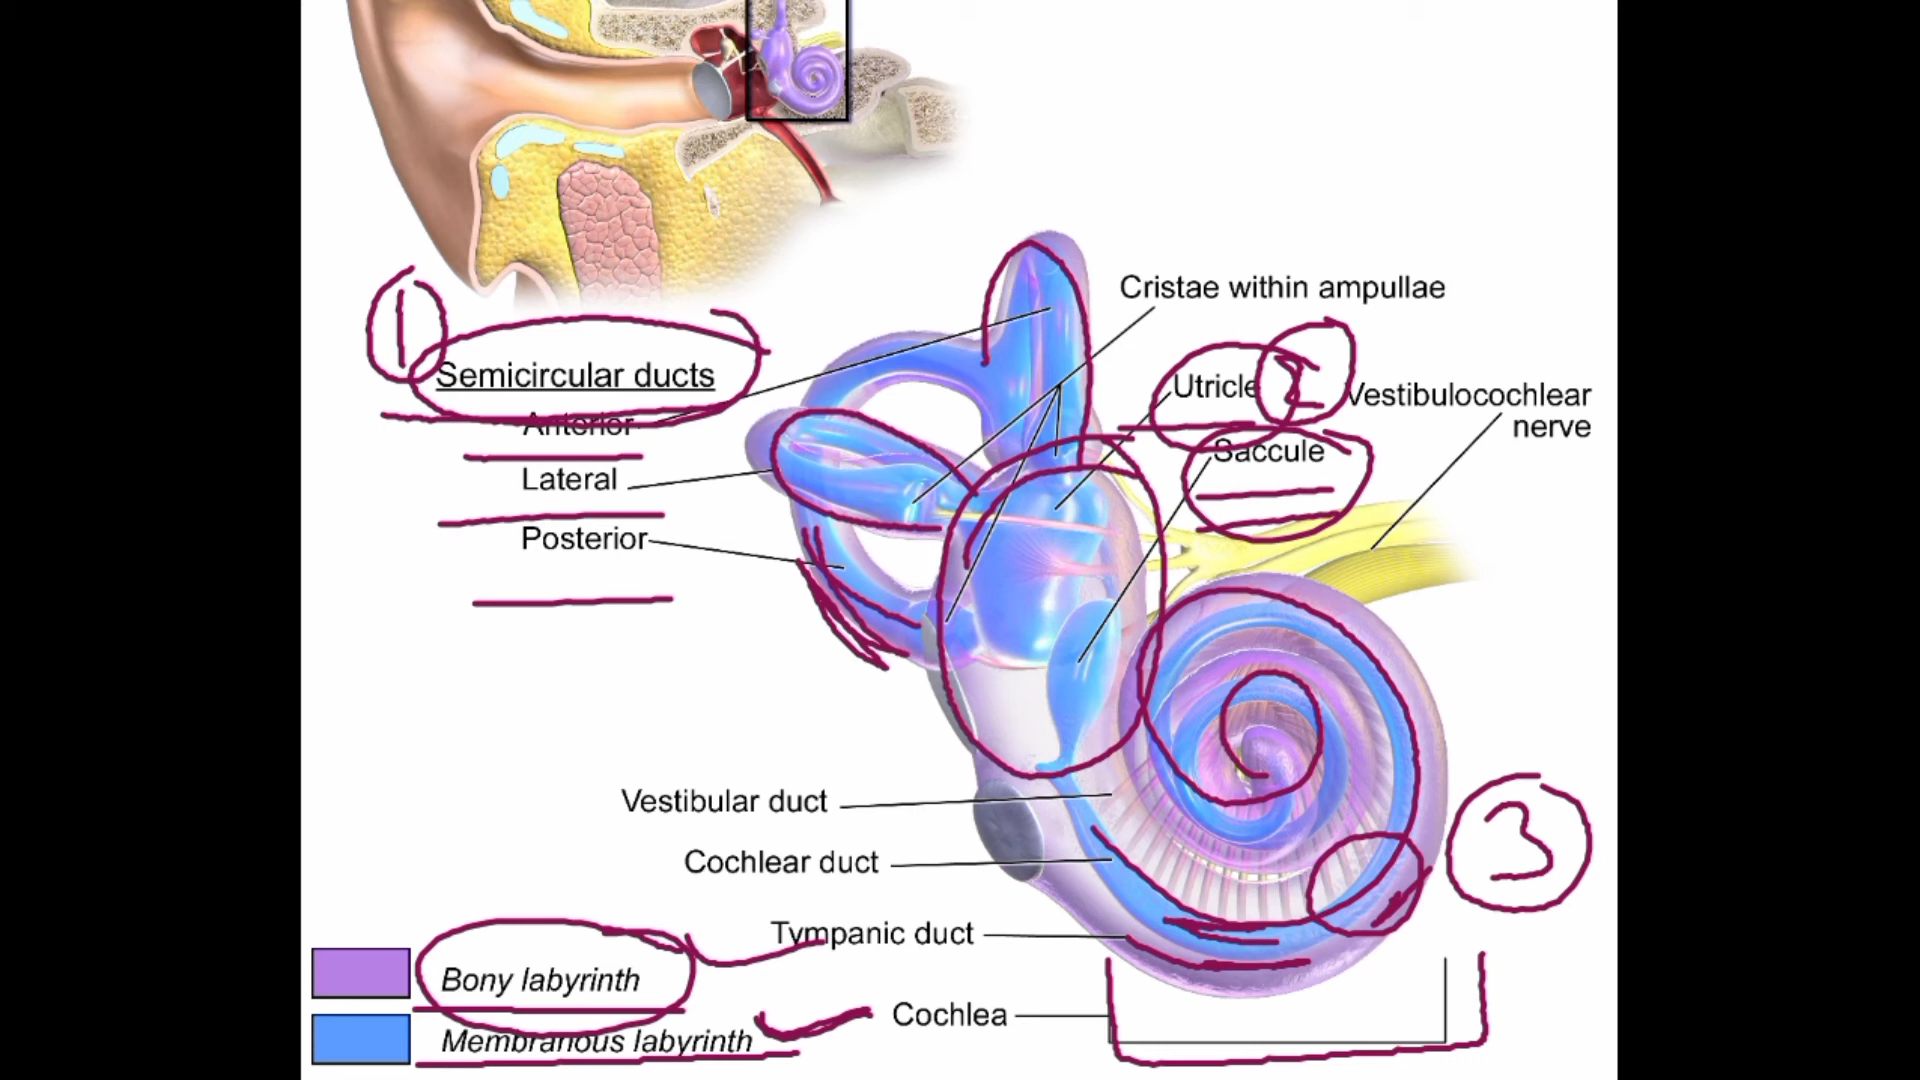 Cristae within ampullae
1
Semicircular ducts
Anterior
Lateral
Posterior
Utricle
2
Vestibulocochlear
nerve
Saccule
Vestibular duct
Cochlear duct
3
Tympanic duct
Bony labyrinth
Cochlea
Membranous labyrinth